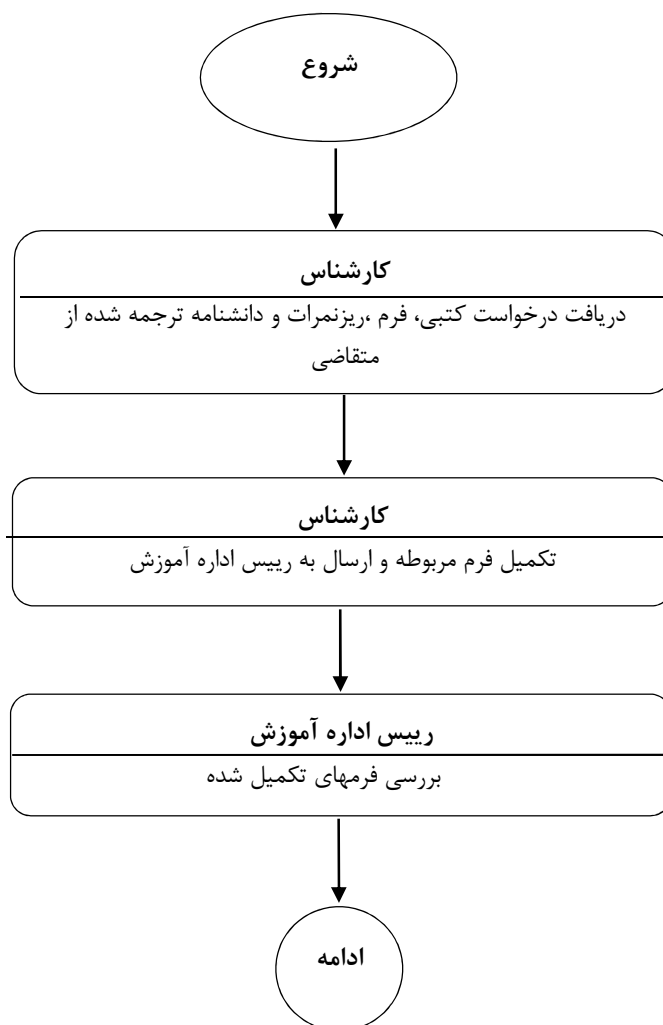 شروع
کارشناس
دریافت درخواست کتبی، فرم ،ریزنمرات و دانشنامه ترجمه شده از
متقاضی
کارشناس
تکمیل فرم مربوطه و ارسال به رییس اداره آموزش
رییس اداره آموزش
بررسی فرمهای تکمیل شده
ادامه